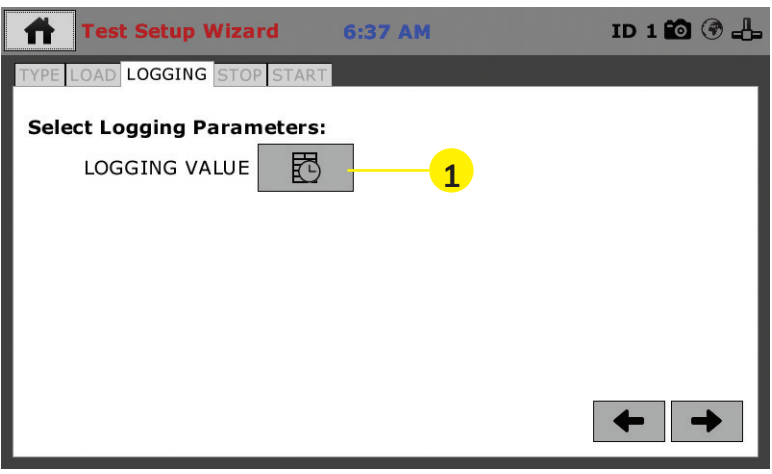 Test Setup Wizard 6:37 AM ID 1
TYPE LOAD LOGGING STOP START
Select Logging Parameters:
LOGGING VALUE 1